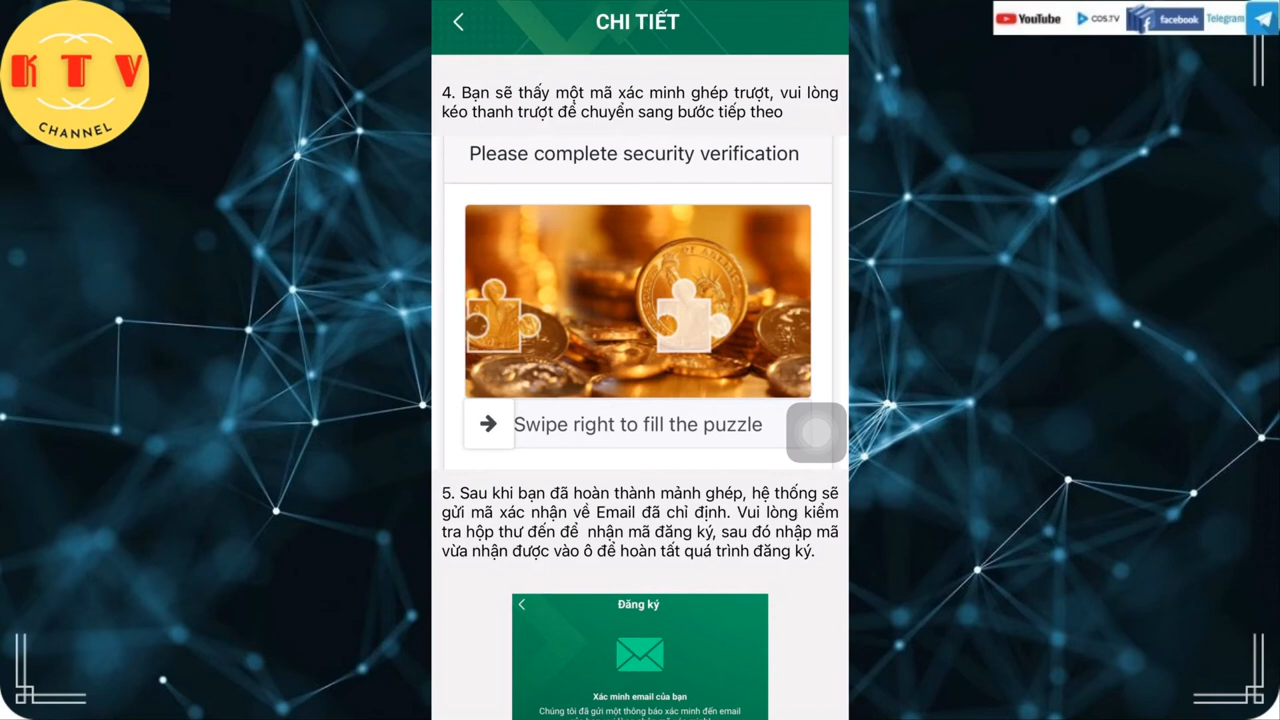 KTV
CHANNEL
YouTube
COS.TV
facebook
Telegram
CHI TIẾT
4. Bạn sẽ thấy một mã xác minh ghép trượt, vui lòng
kéo thanh trượt để chuyển sang bước tiếp theo
Please complete security verification
OF AMERICA
Swipe right to fill the puzzle
5. Sau khi bạn đã hoàn thành mảnh ghép, hệ thống sẽ
gửi mã xác nhận về Email đã chỉ định. Vui lòng kiểm
tra hộp thư đến để nhận mã đăng ký, sau đó nhập mã
vừa nhận được vào ô để hoàn tất quá trình đăng ký.
Đăng ký
Xác minh email của bạn
Chúng tôi đã gửi một thông báo xác minh đến email